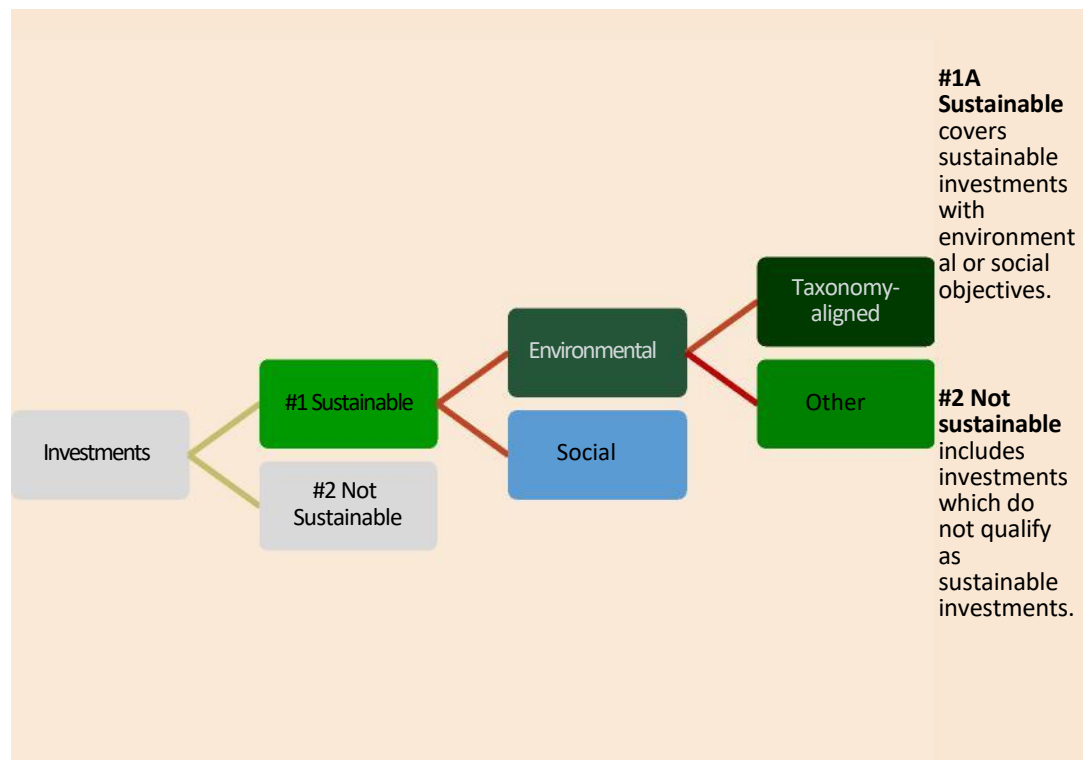 Investments
#1 Sustainable
#2 Not
Sustainable
Environmental
Social
Taxonomy-
aligned
Other
#1A
Sustainable
covers
sustainable
investments
with
environment
al or social
objectives.
#2 Not
sustainable
includes
investments
which do
not qualify
as
sustainable
investments.